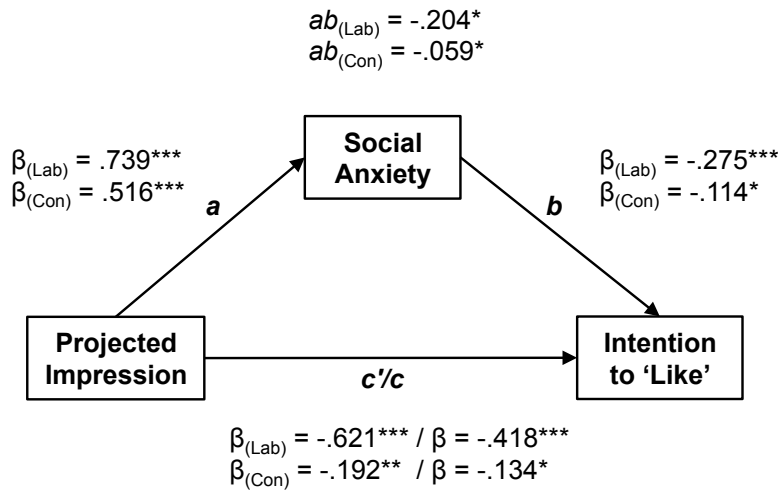 ab(Lab) = -.204*
ab(Con) = -.059*
β(Lab) = .739***
β(Con) = .516***
Social
Anxiety
β(Lab) = -.275***
β(Con) = -.114*
a
b
Projected
Impression
Intention
to ‘Like’
c'/c
β(Lab) = -.621*** / β = -.418***
β(Con) = -.192** / β = -.134*